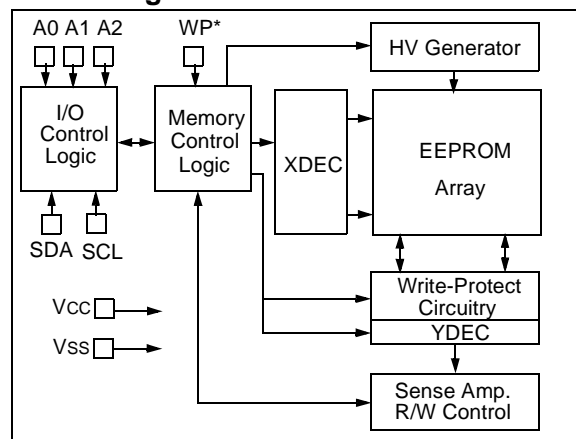 A0 A1 A2
WP*
HV Generator
I/O
Control
Logic
Memory
Control
Logic
XDEC
EEPROM
Array
SDA SCL
Write-Protect
Circuitry
YDEC
VCC
VSS
Sense Amp.
R/W Control